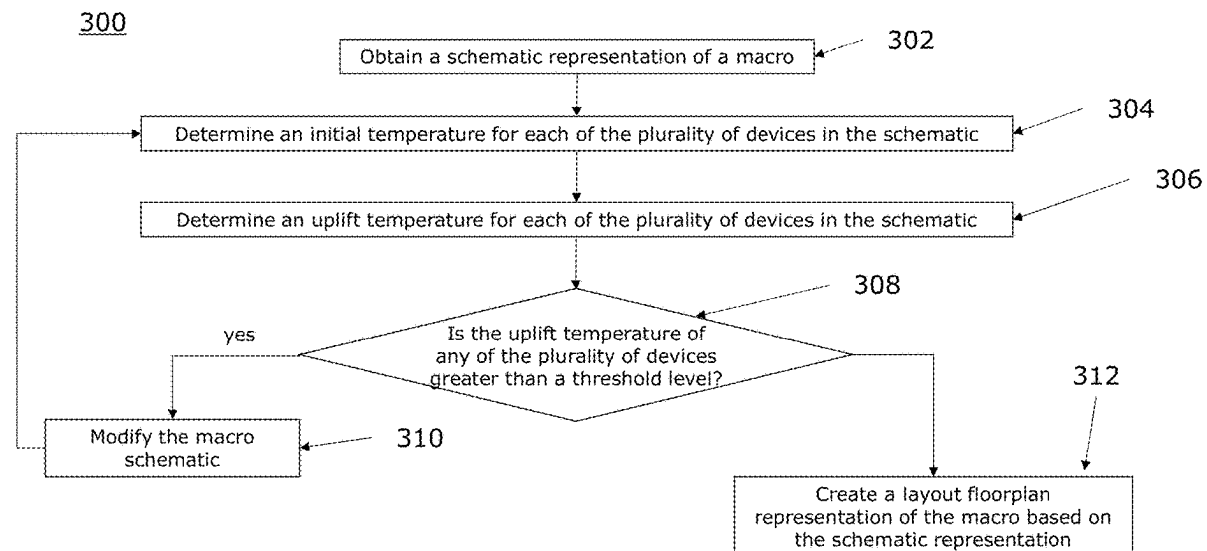 300
302
Obtain a schematic representation of a macro
304
Determine an initial temperature for each of the plurality of devices in the schematic
306
Determine an uplift temperature for each of the plurality of devices in the schematic
308
Is the uplift temperature of
any of the plurality of devices
greater than a threshold level?
yes
312
310
Modify the macro
schematic
Create a layout floorplan
representation of the macro based on
the schematic representation